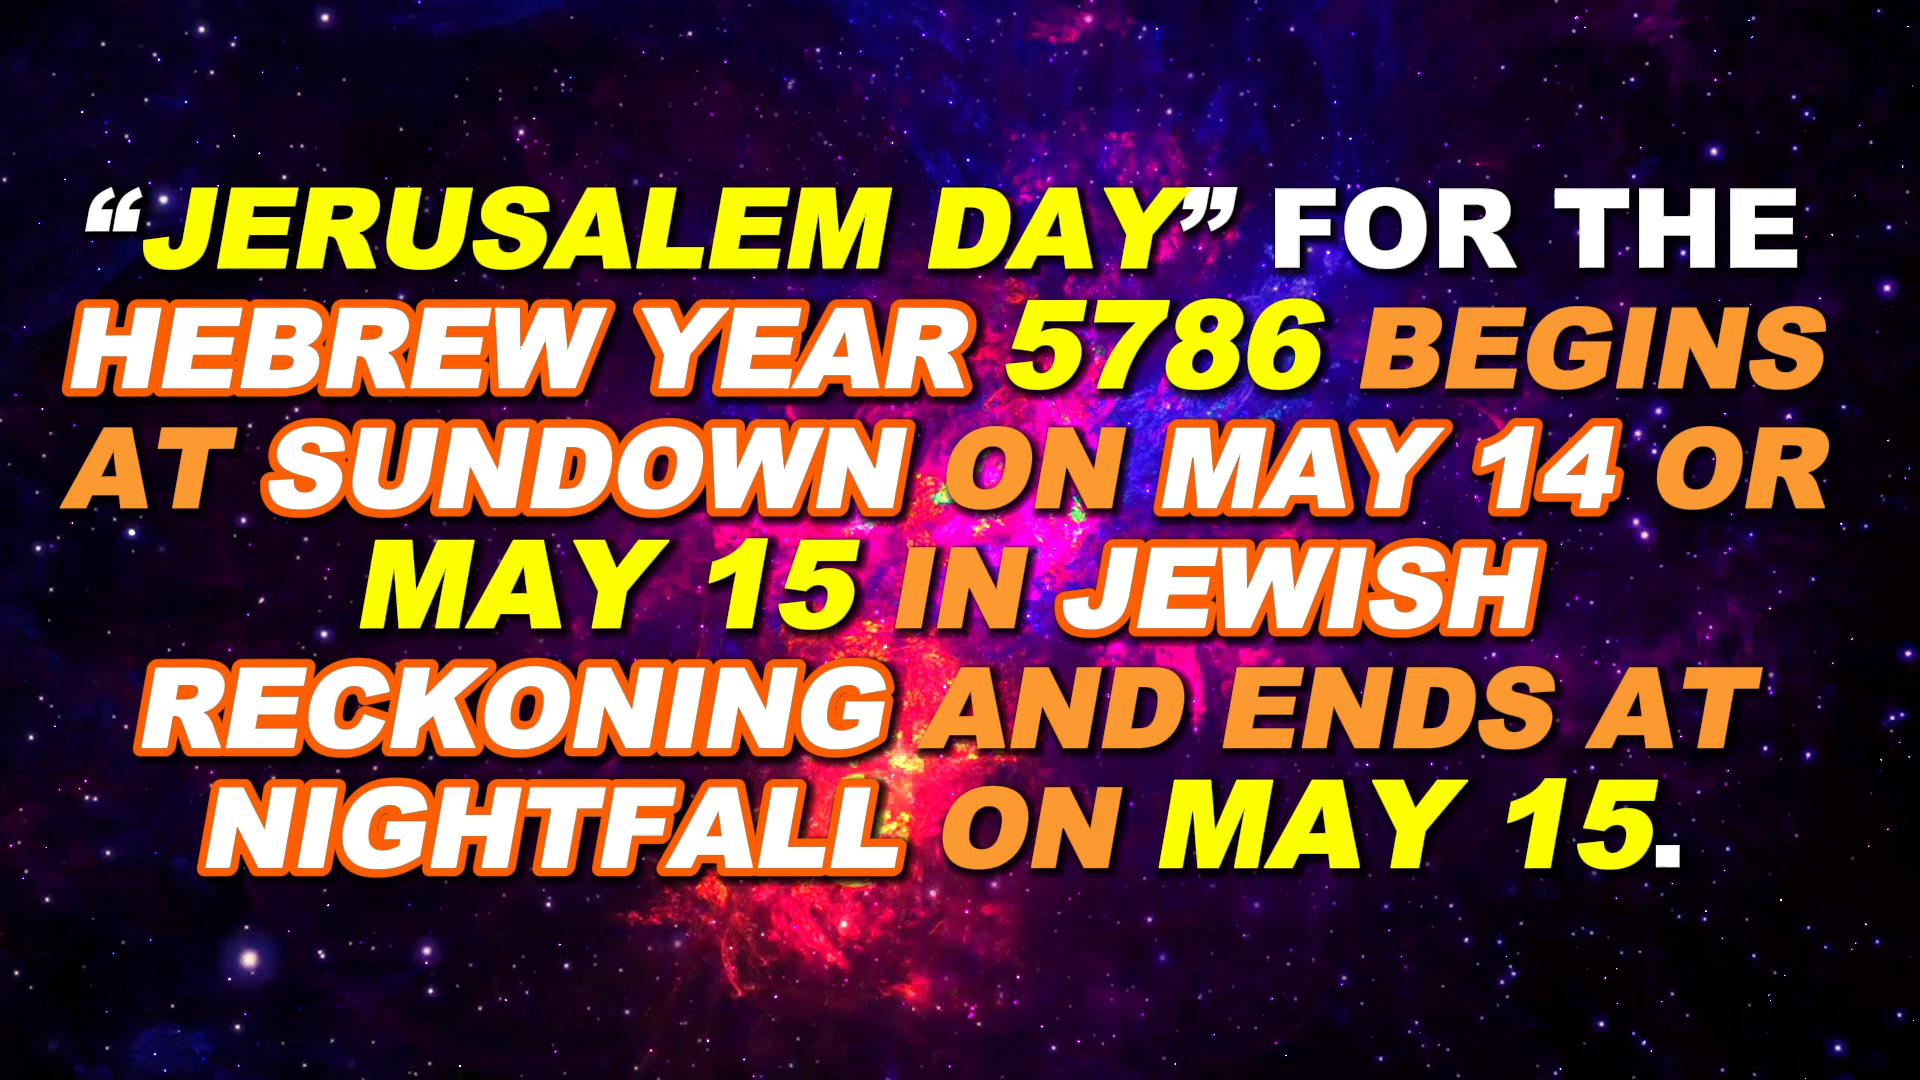 “JERUSALEM DAY” FOR THE
HEBREW YEAR 5786 BEGINS
AT SUNDOWN ON MAY 14 OR
MAY 15 IN JEWISH
RECKONING AND ENDS AT
NIGHTFALL ON MAY 15.